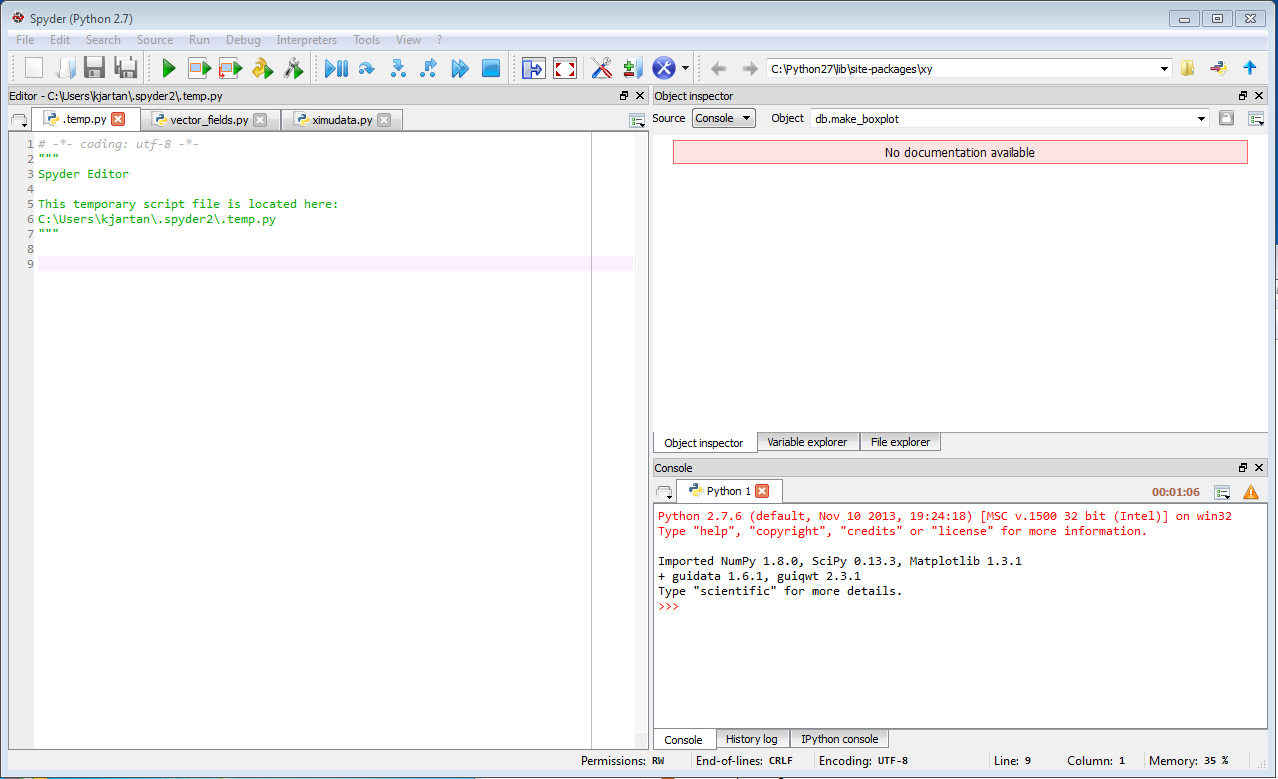 Spyder (Python 2.7)
File Edit Search Source Run Debug Interpreters Tools View ?
C:\Python27\lib\site-packages\xy
Editor - C:\Users\kjartan\.spyder2\.temp.py
.temp.py vector_fields.py ximudata.py
1 # -*- coding: utf-8 -*-
2 """
3 Spyder Editor
4
5 This temporary script file is located here:
6 C:\Users\kjartan\.spyder2\.temp.py
7 """
8
9
Object inspector
Source Console Object db.make_boxplot
No documentation available
Object inspector Variable explorer File explorer
Console
Python 1 00:01:06
Python 2.7.6 (default, Nov 10 2013, 19:24:18) [MSC v.1500 32 bit (Intel)] on win32
Type "help", "copyright", "credits" or "license" for more information.
Imported NumPy 1.8.0, SciPy 0.13.3, Matplotlib 1.3.1
+ guidata 1.6.1, guiqwt 2.3.1
Type "scientific" for more details.
>>>
Console History log IPython console
Permissions: RW End-of-lines: CRLF Encoding: UTF-8 Line: 9 Column: 1 Memory: 35 %